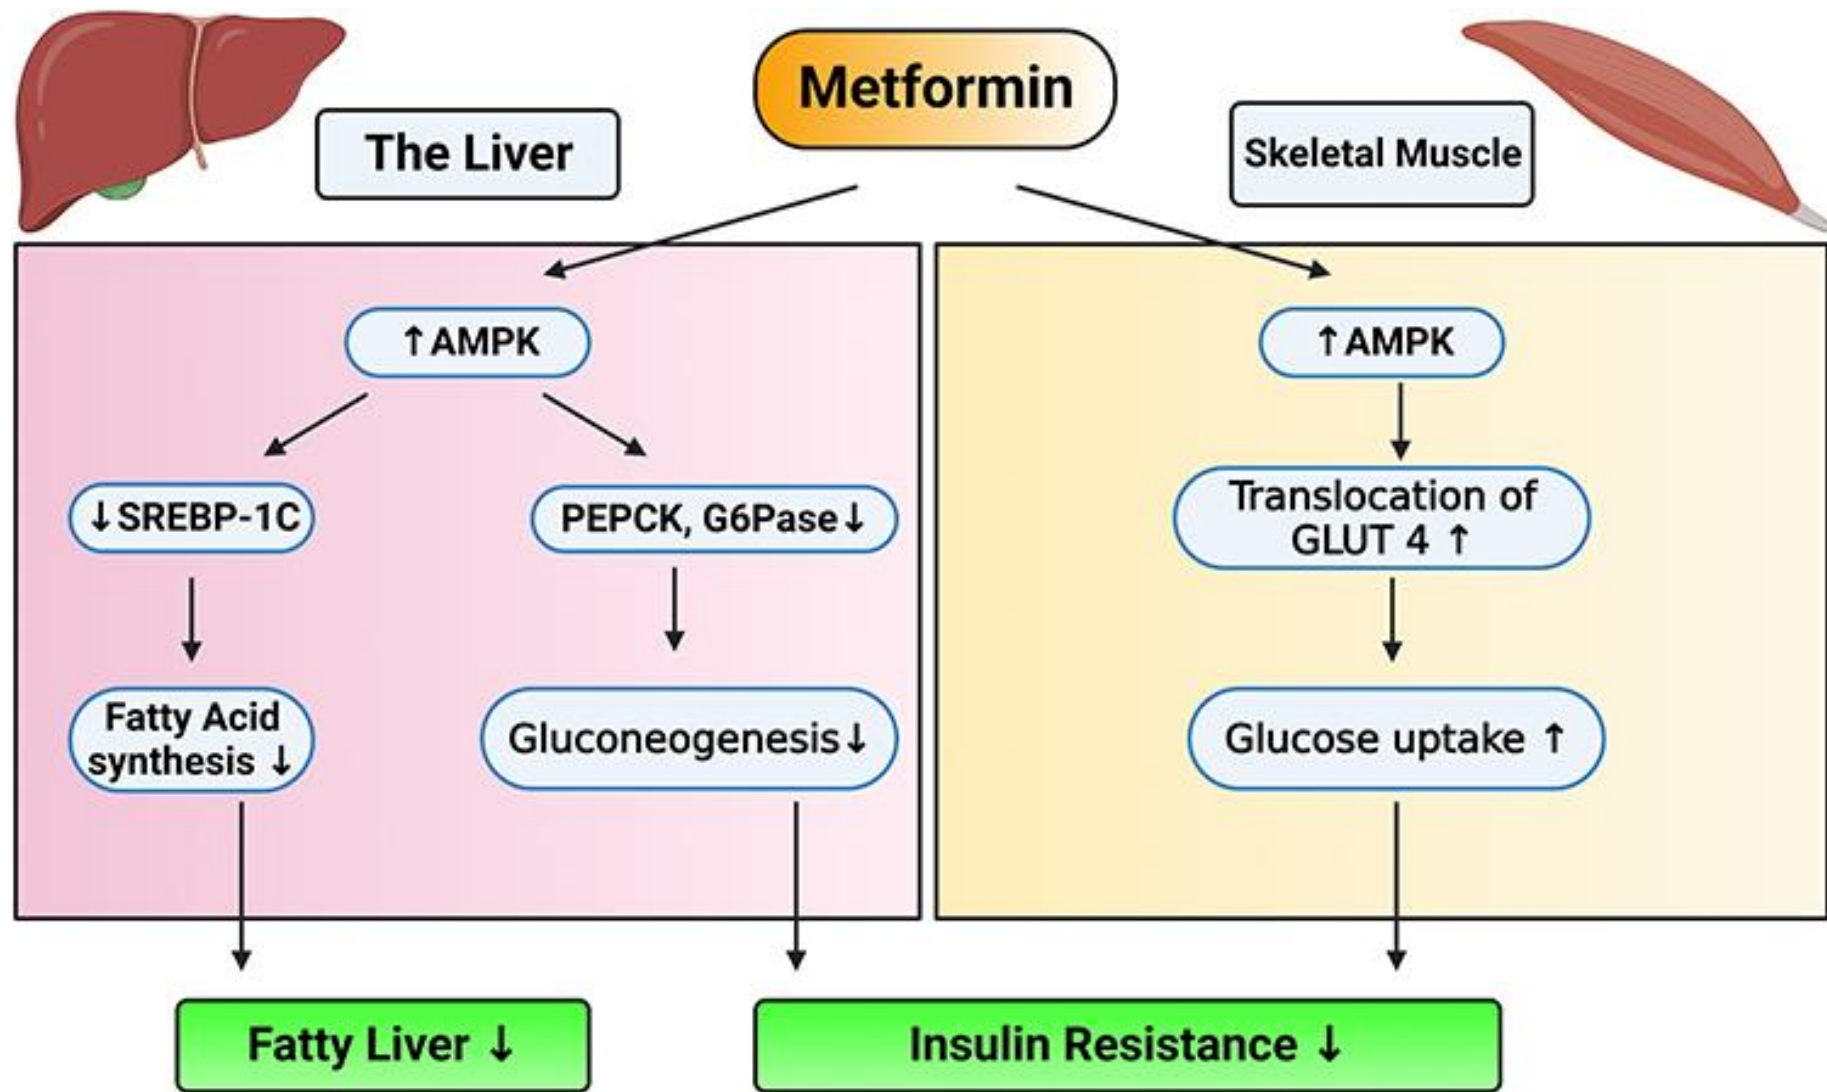 Metformin
The Liver
Skeletal Muscle
↑AMPK
↑AMPK
↓SREBP-1C
PEPCK, G6Pase↓
Translocation of
GLUT 4 ↑
Fatty Acid
synthesis ↓
Gluconeogenesis↓
Glucose uptake ↑
Fatty Liver ↓
Insulin Resistance ↓